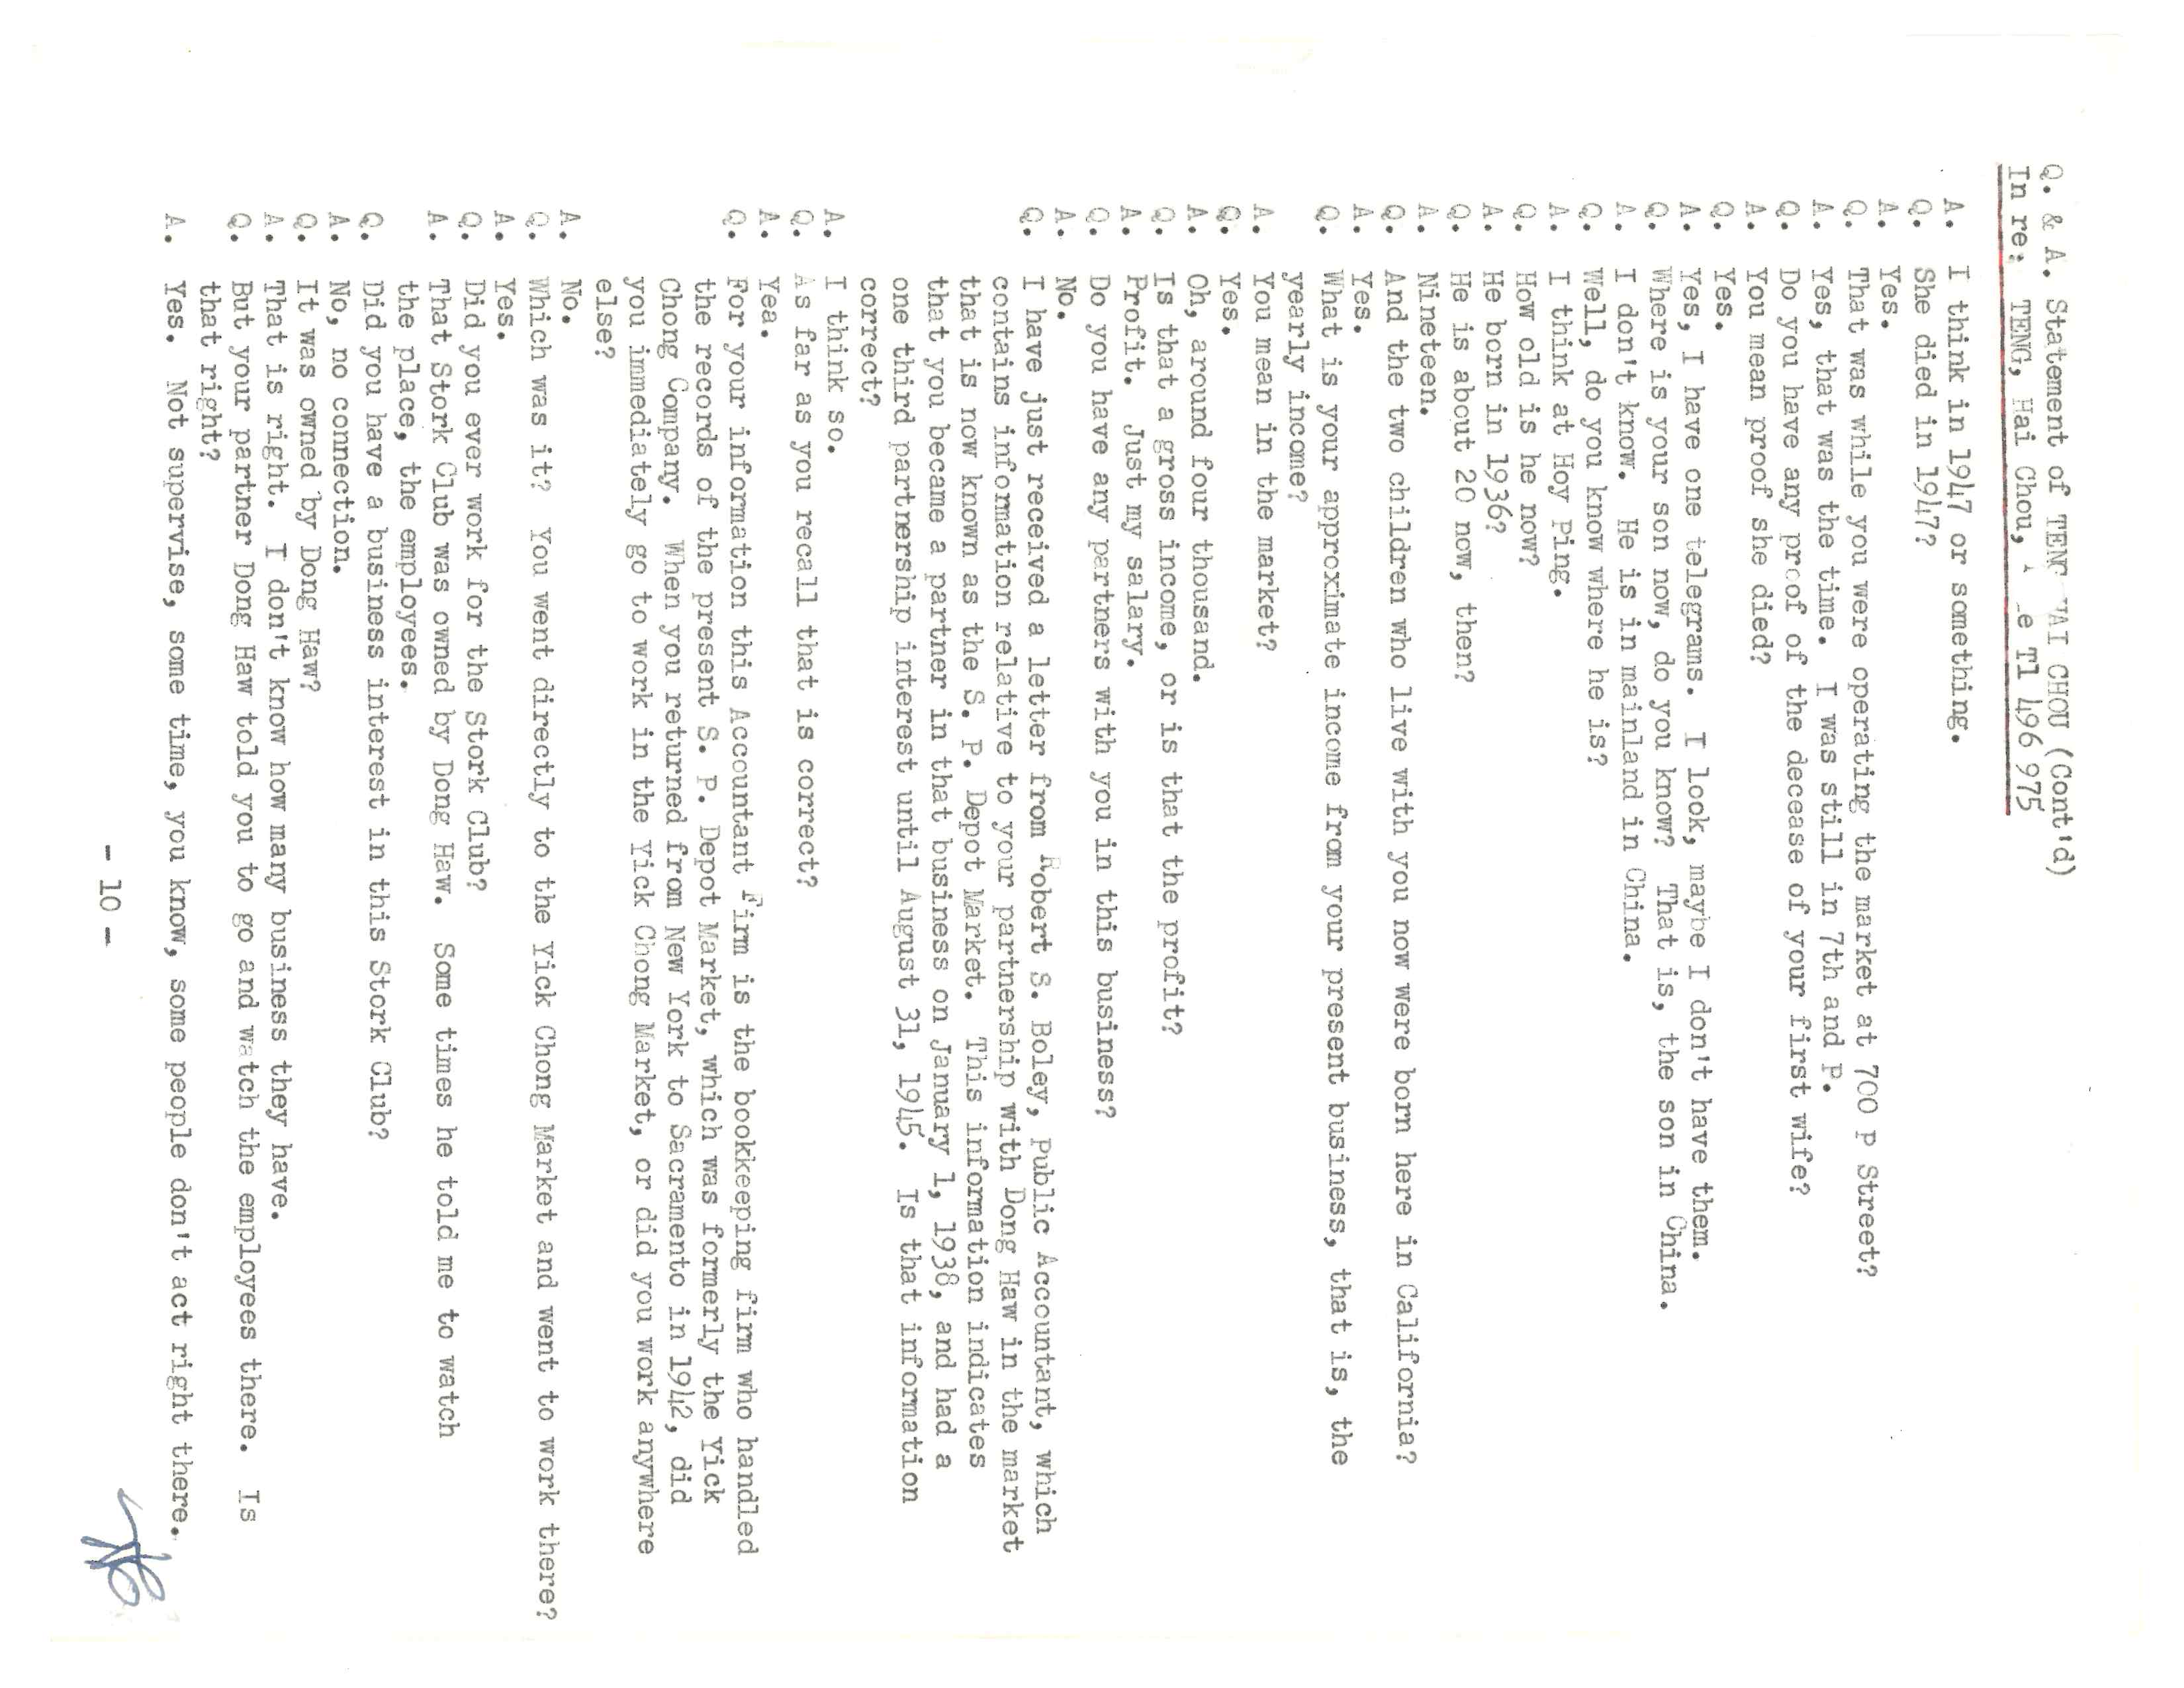 Q. & A. Statement of TENG HAI CHOU (Cont'd)
In re: TENG, Hai Chou, T1 496 975
A. I think in 1947 or something.
Q. She died in 1947?
A. Yes.
Q. That was while you were operating the market at 700 P Street?
A. Yes, that was the time. I was still in 7th and P.
Q. Do you have any proof of the decease of your first wife?
A. You mean proof she died?
Q. Yes.
A. Yes, I have one telegrams. I look, maybe I don't have them.
Q. Where is your son now, do you know? That is, the son in China.
A. I don't know. He is in mainland in China.
Q. Well, do you know where he is?
A. I think at Hoy Ping.
Q. How old is he now?
A. He born in 1936?
Q. He is about 20 now, then?
A. Nineteen.
Q. And the two children who live with you now were born here in California?
A. Yes.
Q. What is your approximate income from your present business, that is, the
yearly income?
A. You mean in the market?
Q. Yes.
A. Oh, around four thousand.
Q. Is that a gross income, or is that the profit?
A. Profit. Just my salary.
Q. Do you have any partners with you in this business?
A. No.
Q. I have just received a letter from Robert S. Boley, Public Accountant, which
contains information relative to your partnership with Dong Haw in the market
that is now known as the S. P. Depot Market. This information indicates
that you became a partner in that business on January 1, 1938, and had a
one third partnership interest until August 31, 1945. Is that information
correct?
A. I think so.
Q. As far as you recall that is correct?
A. Yea.
Q. For your information this Accountant Firm is the bookkeeping firm who handled
the records of the present S. P. Depot Market, which was formerly the Yick
Chong Company. When you returned from New York to Sacramento in 1942, did
you immediately go to work in the Yick Chong Market, or did you work anywhere
else?
A. No.
Q. Which was it? You went directly to the Yick Chong Market and went to work there?
A. Yes.
Q. Did you ever work for the Stork Club?
A. That Stork Club was owned by Dong Haw. Some times he told me to watch
the place, the employees.
Q. Did you have a business interest in this Stork Club?
A. No, no connection.
Q. It was owned by Dong Haw?
A. That is right. I don't know how many business they have.
Q. But your partner Dong Haw told you to go and watch the employees there. Is
that right?
A. Yes. Not supervise, some time, you know, some people don't act right there.
- 10 -